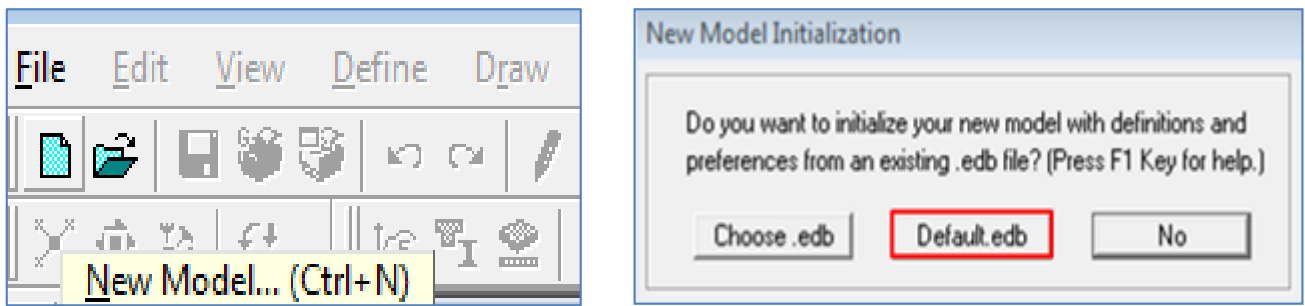 File Edit View Define Draw
New Model... (Ctrl+N)
New Model Initialization
Do you want to initialize your new model with definitions and
preferences from an existing .edb file? (Press F1 Key for help.)
Choose .edb Default.edb No